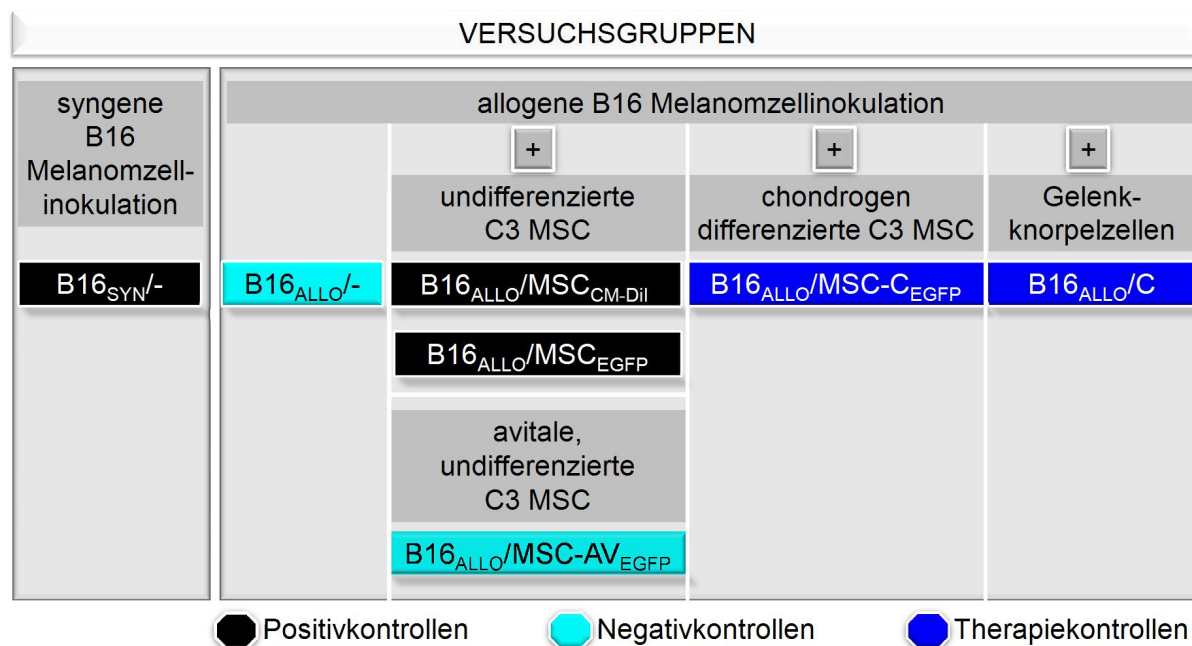 VERSUCHSGRUPPEN
syngene
B16
Melanomzell-
inokulation
B16SYN/-
allogene B16 Melanomzellinokulation
B16ALLO/-
+
undifferenzierte
C3 MSC
B16ALLO/MSCCM-DiI
B16ALLO/MSCEGFP
avitale,
undifferenzierte
C3 MSC
B16ALLO/MSC-AVEGFP
+
chondrogen
differenzierte C3 MSC
B16ALLO/MSC-CEGFP
+
Gelenk-
knorpelzellen
B16ALLO/C
Positivkontrollen
Negativkontrollen
Therapiekontrollen